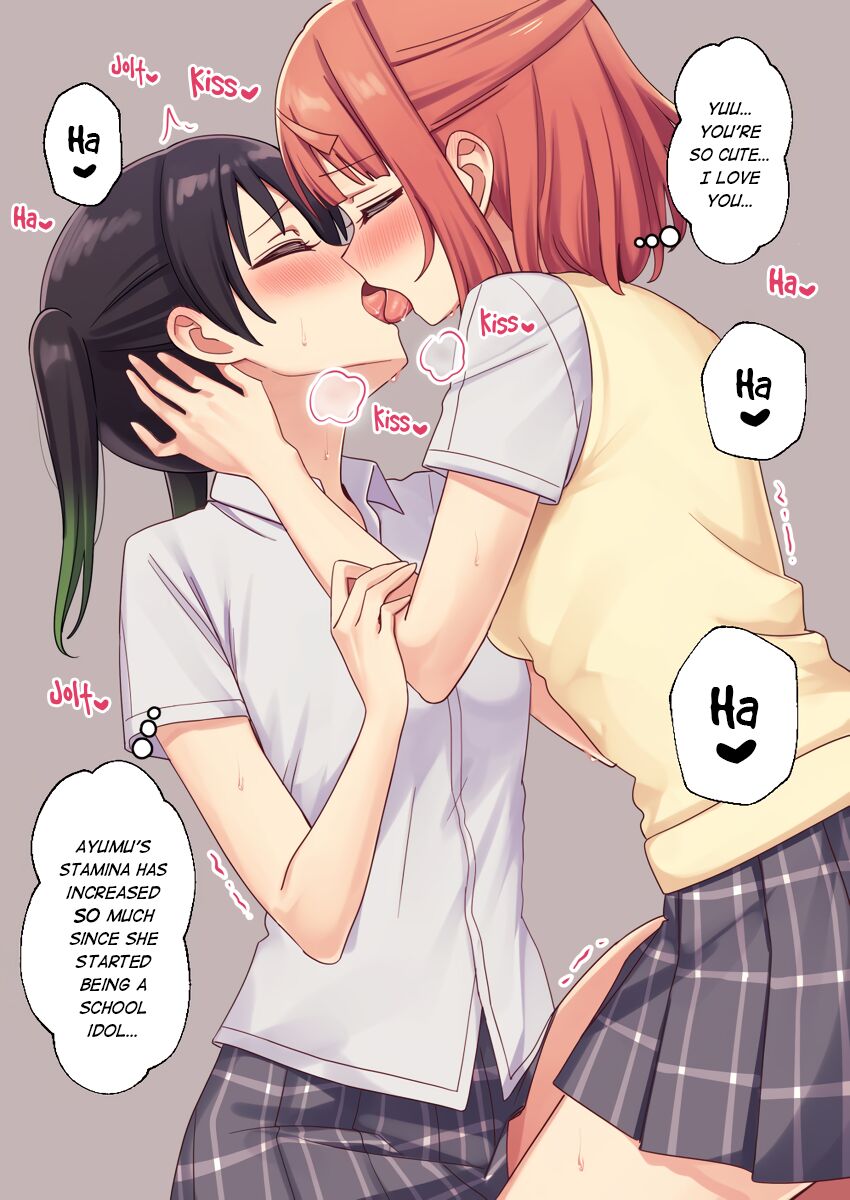 Jolt
Kiss
Ha
YUU...
YOU'RE
SO CUTE...
I LOVE
YOU...
Ha
Ha
Kiss
Ha
Kiss
Jolt
Ha
AYUMU'S
STAMINA HAS
INCREASED
SO MUCH
SINCE SHE
STARTED
BEING A
SCHOOL
IDOL...